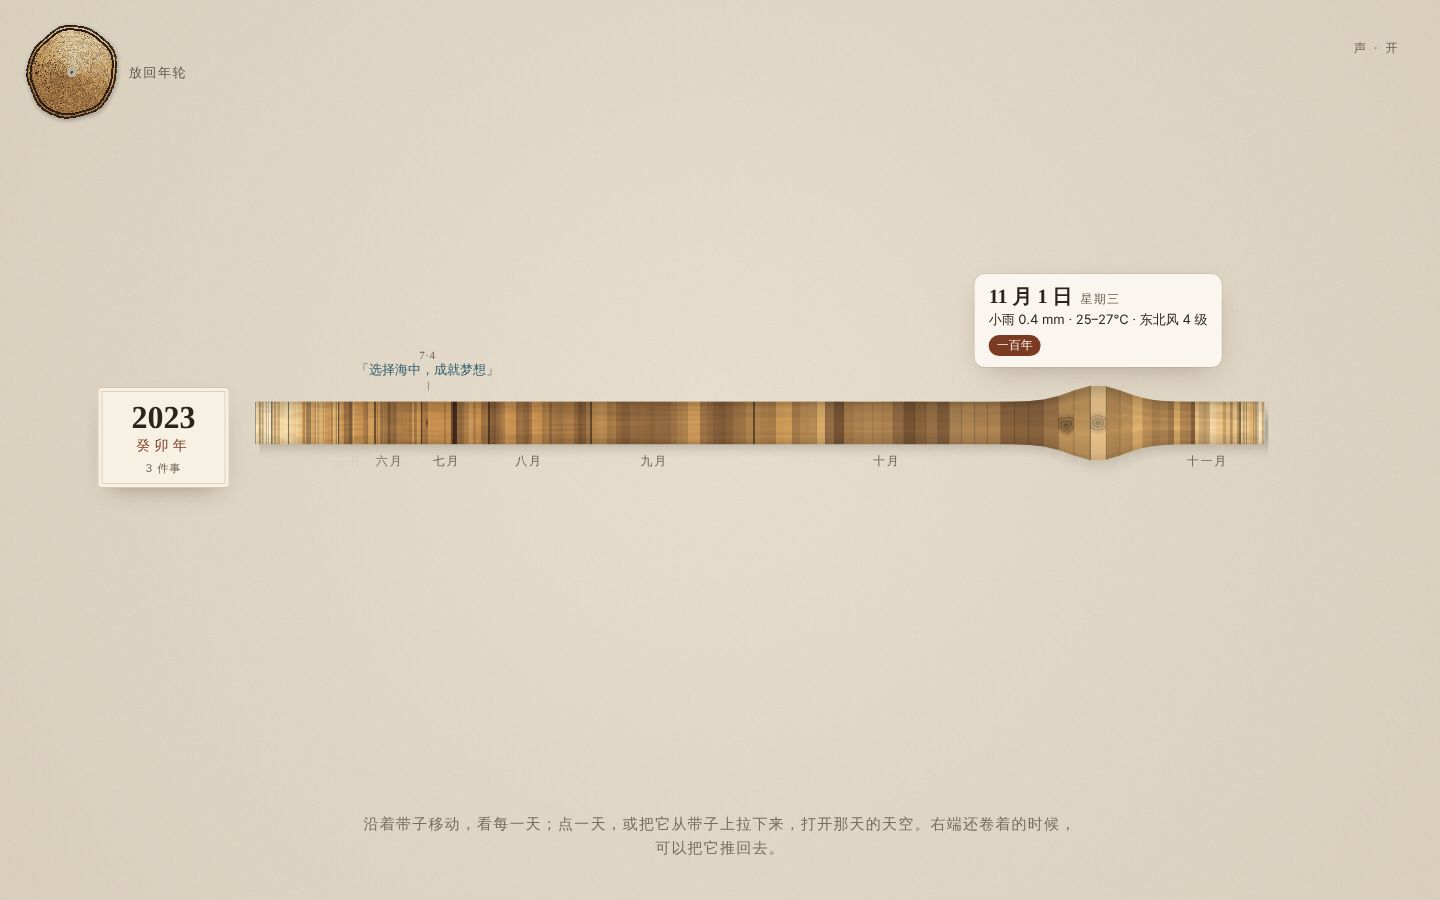 放回年轮
声 · 开
11 月 1 日 星期三
小雨 0.4 mm · 25–27°C · 东北风 4 级
一百年
7·4
「选择海中，成就梦想」
2023
癸卯年
3 件事
五月 六月 七月 八月 九月 十月 十一月
沿着带子移动，看每一天；点一天，或把它从带子上拉下来，打开那天的天空。右端还卷着的时候，
可以把它推回去。